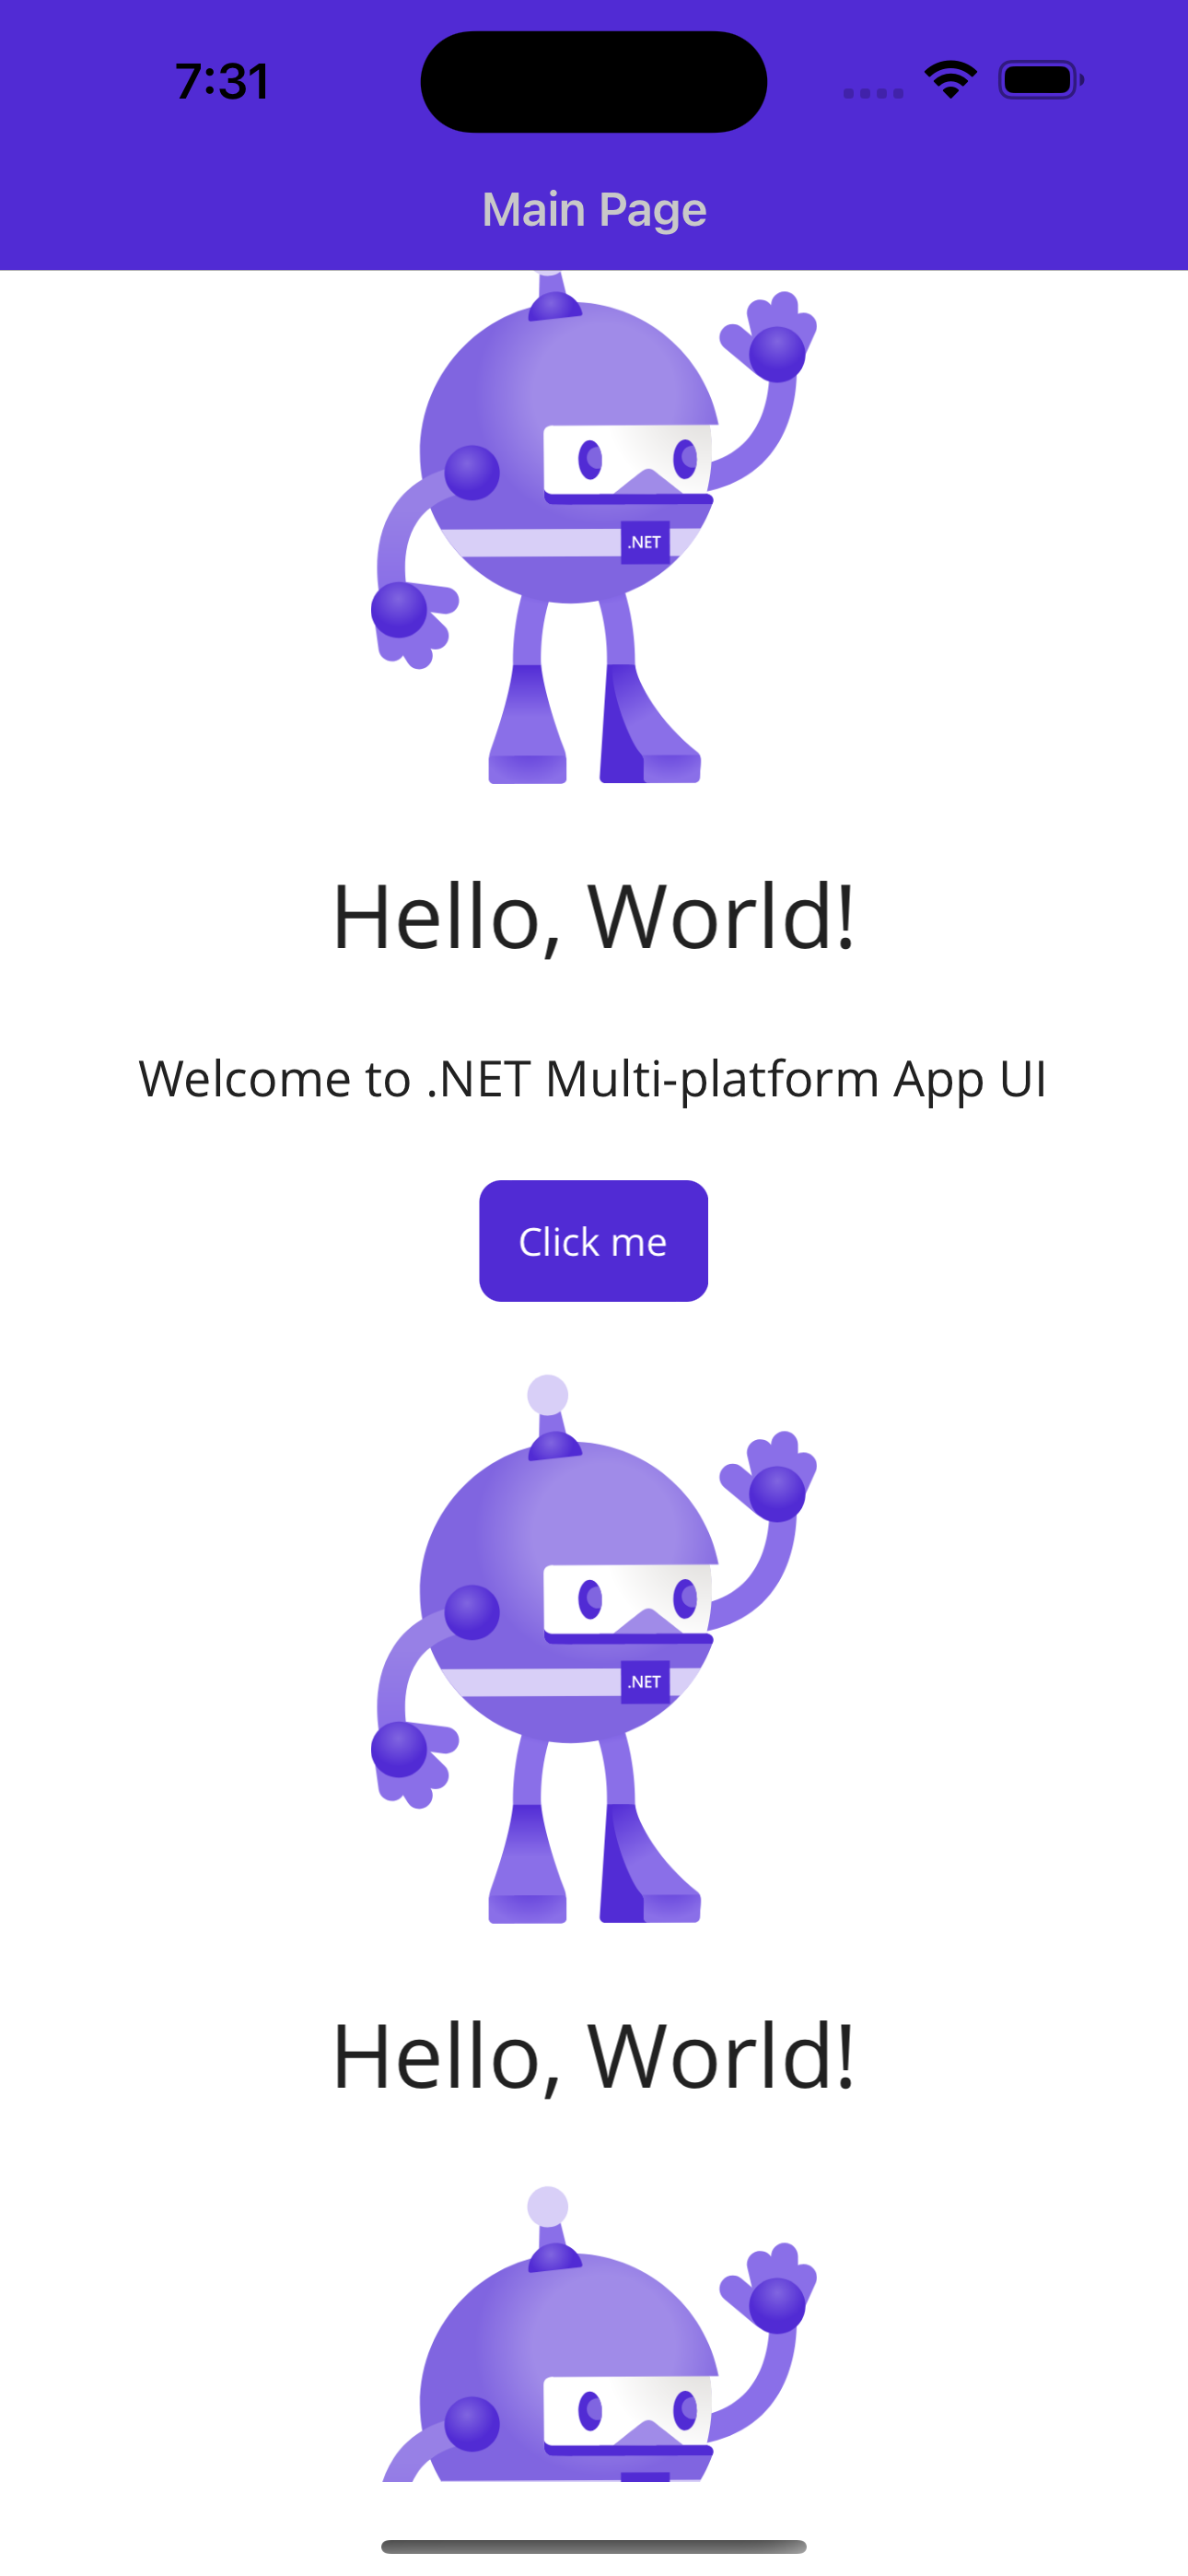 7:31
Main Page
.NET
Hello, World!
Welcome to .NET Multi-platform App UI
Click me
.NET
Hello, World!